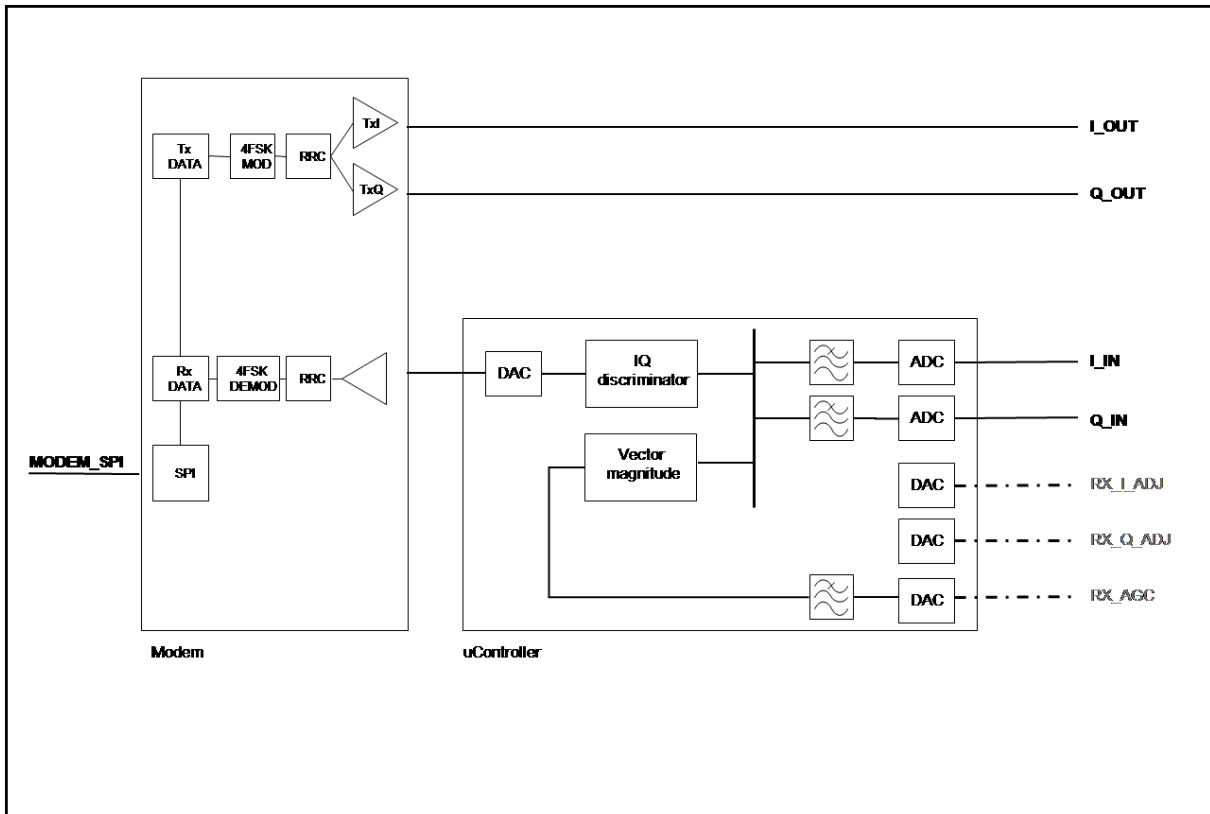 TxI
I_OUT
Tx
DATA
4FSK
MOD
RRC
TxQ
Q_OUT
Rx
DATA
4FSK
DEMOD
RRC
DAC
IQ
discriminator
ADC
I_IN
ADC
Q_IN
MODEM_SPI
SPI
Vector
magnitude
DAC
RX_I_ADJ
DAC
RX_Q_ADJ
DAC
RX_AGC
Modem
uController